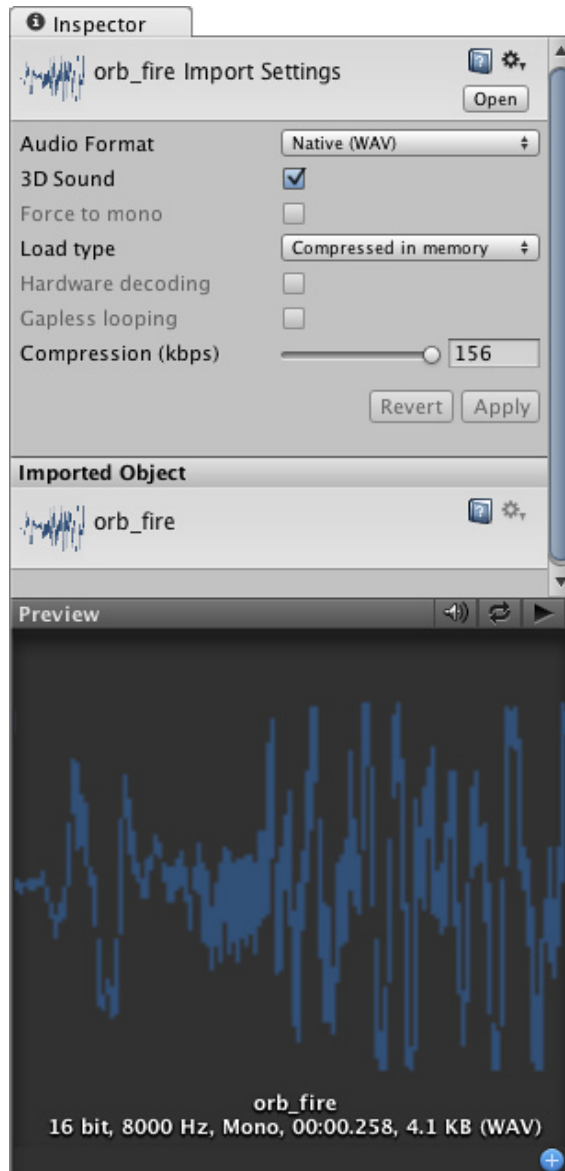 Inspector
orb_fire Import Settings
Open
Audio Format Native (WAV)
3D Sound
Force to mono
Load type Compressed in memory
Hardware decoding
Gapless looping
Compression (kbps) 156
Revert Apply
Imported Object
orb_fire
Preview
orb_fire
16 bit, 8000 Hz, Mono, 00:00.258, 4.1 KB (WAV)